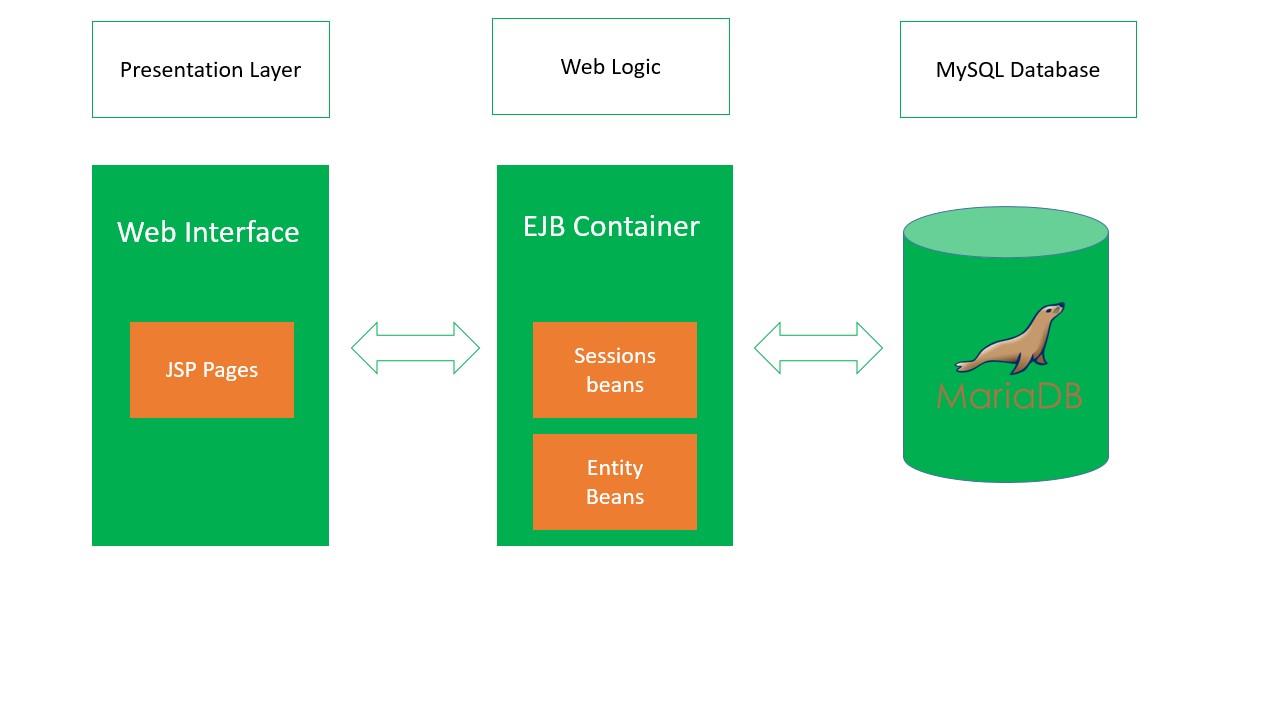 Presentation Layer
Web Logic
MySQL Database
Web Interface
JSP Pages
EJB Container
Sessions
beans
Entity
Beans
MariaDB